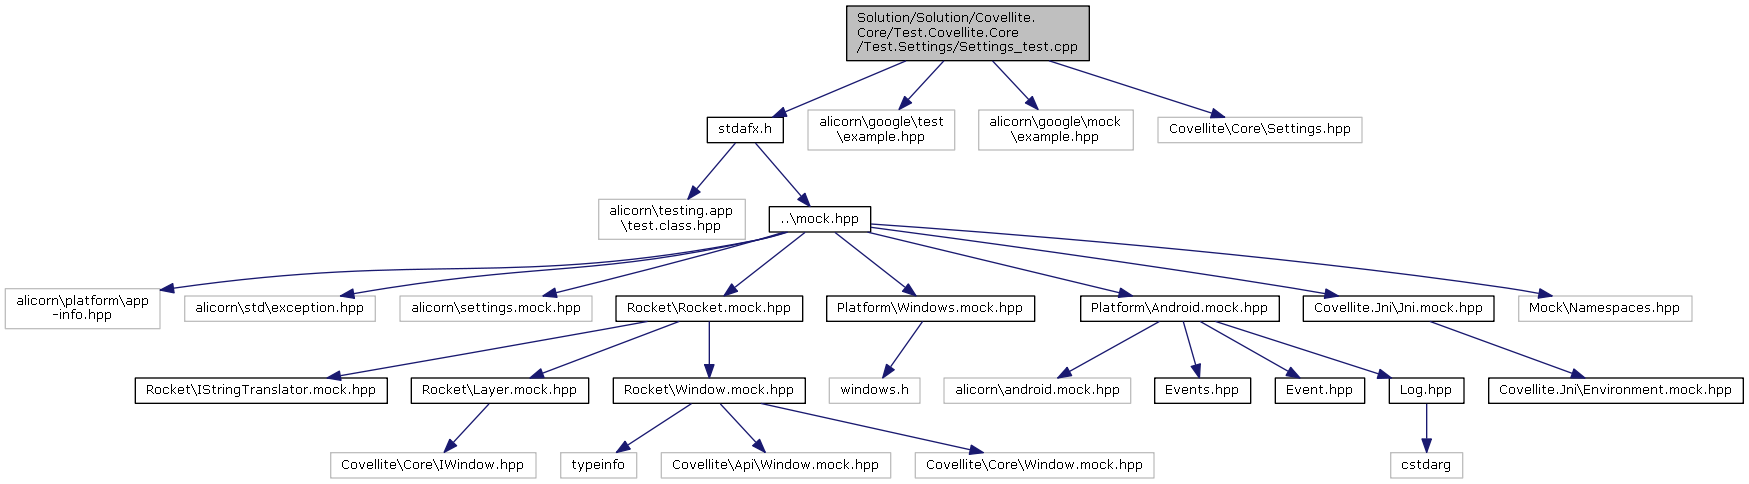 Solution/Solution/Covellite.
Core/Test.Covellite.Core
/Test.Settings/Settings_test.cpp
stdafx.h
alicorn\google\test
\example.hpp
alicorn\google\mock
\example.hpp
Covellite\Core\Settings.hpp
alicorn\testing.app
\test.class.hpp
..\mock.hpp
alicorn\platform\app
-info.hpp
alicorn\std\exception.hpp
alicorn\settings.mock.hpp
Rocket\Rocket.mock.hpp
Platform\Windows.mock.hpp
Platform\Android.mock.hpp
Covellite.Jni\Jni.mock.hpp
Mock\Namespaces.hpp
Rocket\IStringTranslator.mock.hpp
Rocket\Layer.mock.hpp
Rocket\Window.mock.hpp
windows.h
alicorn\android.mock.hpp
Events.hpp
Event.hpp
Log.hpp
Covellite.Jni\Environment.mock.hpp
Covellite\Core\IWindow.hpp
typeinfo
Covellite\Api\Window.mock.hpp
Covellite\Core\Window.mock.hpp
cstdarg